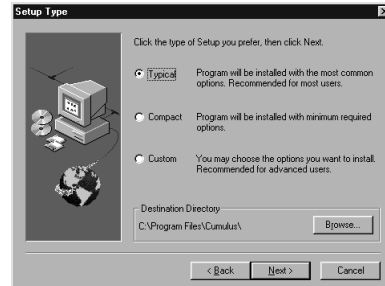 Setup Type
Click the type of Setup you prefer, then click Next.
Typical
Program will be installed with the most common
options. Recommended for most users.
Compact
Program will be installed with minimum required
options.
Custom
You may choose the options you want to install.
Recommended for advanced users.
Destination Directory
C:\Program Files\Cumulus\
Browse...
< Back
Next >
Cancel